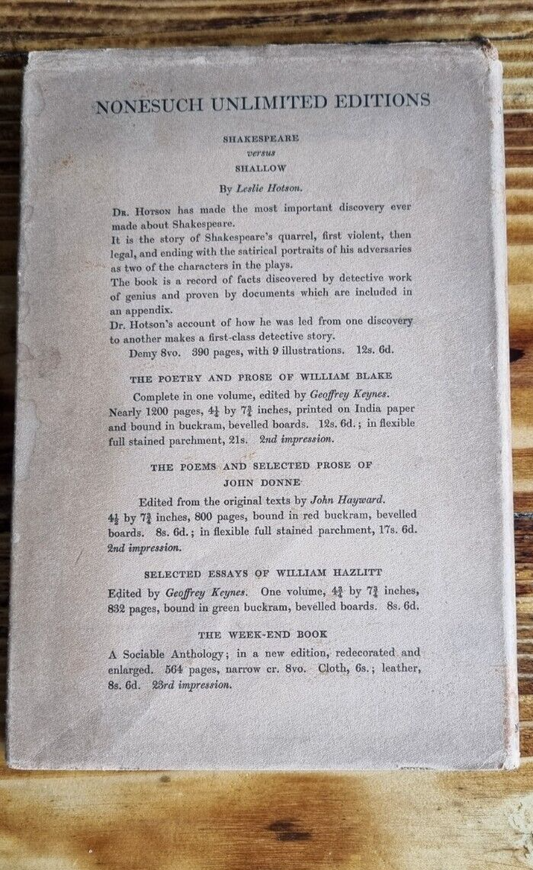 NONESUCH UNLIMITED EDITIONS
SHAKESPEARE
versus
SHALLOW
By Leslie Hotson.
Dr. Hotson has made the most important discovery ever
made about Shakespeare.
It is the story of Shakespeare's quarrel, first violent, then
legal, and ending with the satirical portraits of his adversaries
as two of the characters in the plays.
The book is a record of facts discovered by detective work
of genius and proven by documents which are included in
an appendix.
Dr. Hotson's account of how he was led from one discovery
to another makes a first-class detective story.
Demy 8vo. 390 pages, with 9 illustrations. 12s. 6d.
THE POETRY AND PROSE OF WILLIAM BLAKE
Complete in one volume, edited by Geoffrey Keynes.
Nearly 1200 pages, 4½ by 7¾ inches, printed on India paper
and bound in buckram, bevelled boards. 12s. 6d.; in flexible
full stained parchment, 21s. 2nd impression.
THE POEMS AND SELECTED PROSE OF
JOHN DONNE
Edited from the original texts by John Hayward.
4½ by 7¾ inches, 800 pages, bound in red buckram, bevelled
boards. 8s. 6d.; in flexible full stained parchment, 17s. 6d.
2nd impression.
SELECTED ESSAYS OF WILLIAM HAZLITT
Edited by Geoffrey Keynes. One volume, 4¾ by 7¾ inches,
832 pages, bound in green buckram, bevelled boards. 8s. 6d.
THE WEEK-END BOOK
A Sociable Anthology; in a new edition, redecorated and
enlarged. 564 pages, narrow cr. 8vo. Cloth, 6s.; leather,
8s. 6d. 23rd impression.